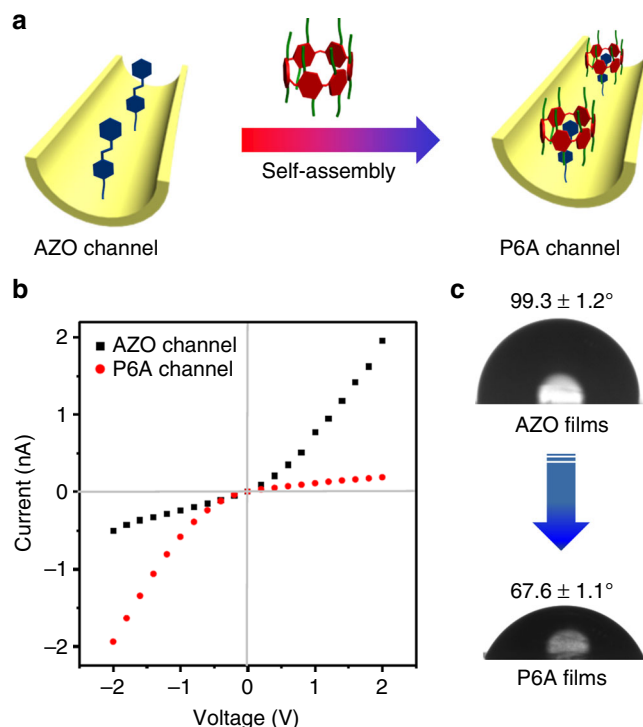 a
Self-assembly
AZO channel
P6A channel
b
AZO channel
P6A channel
2
1
0
−1
−2
−2
−1
0
1
2
Current (nA)
Voltage (V)
c
99.3 ± 1.2°
AZO films
67.6 ± 1.1°
P6A films